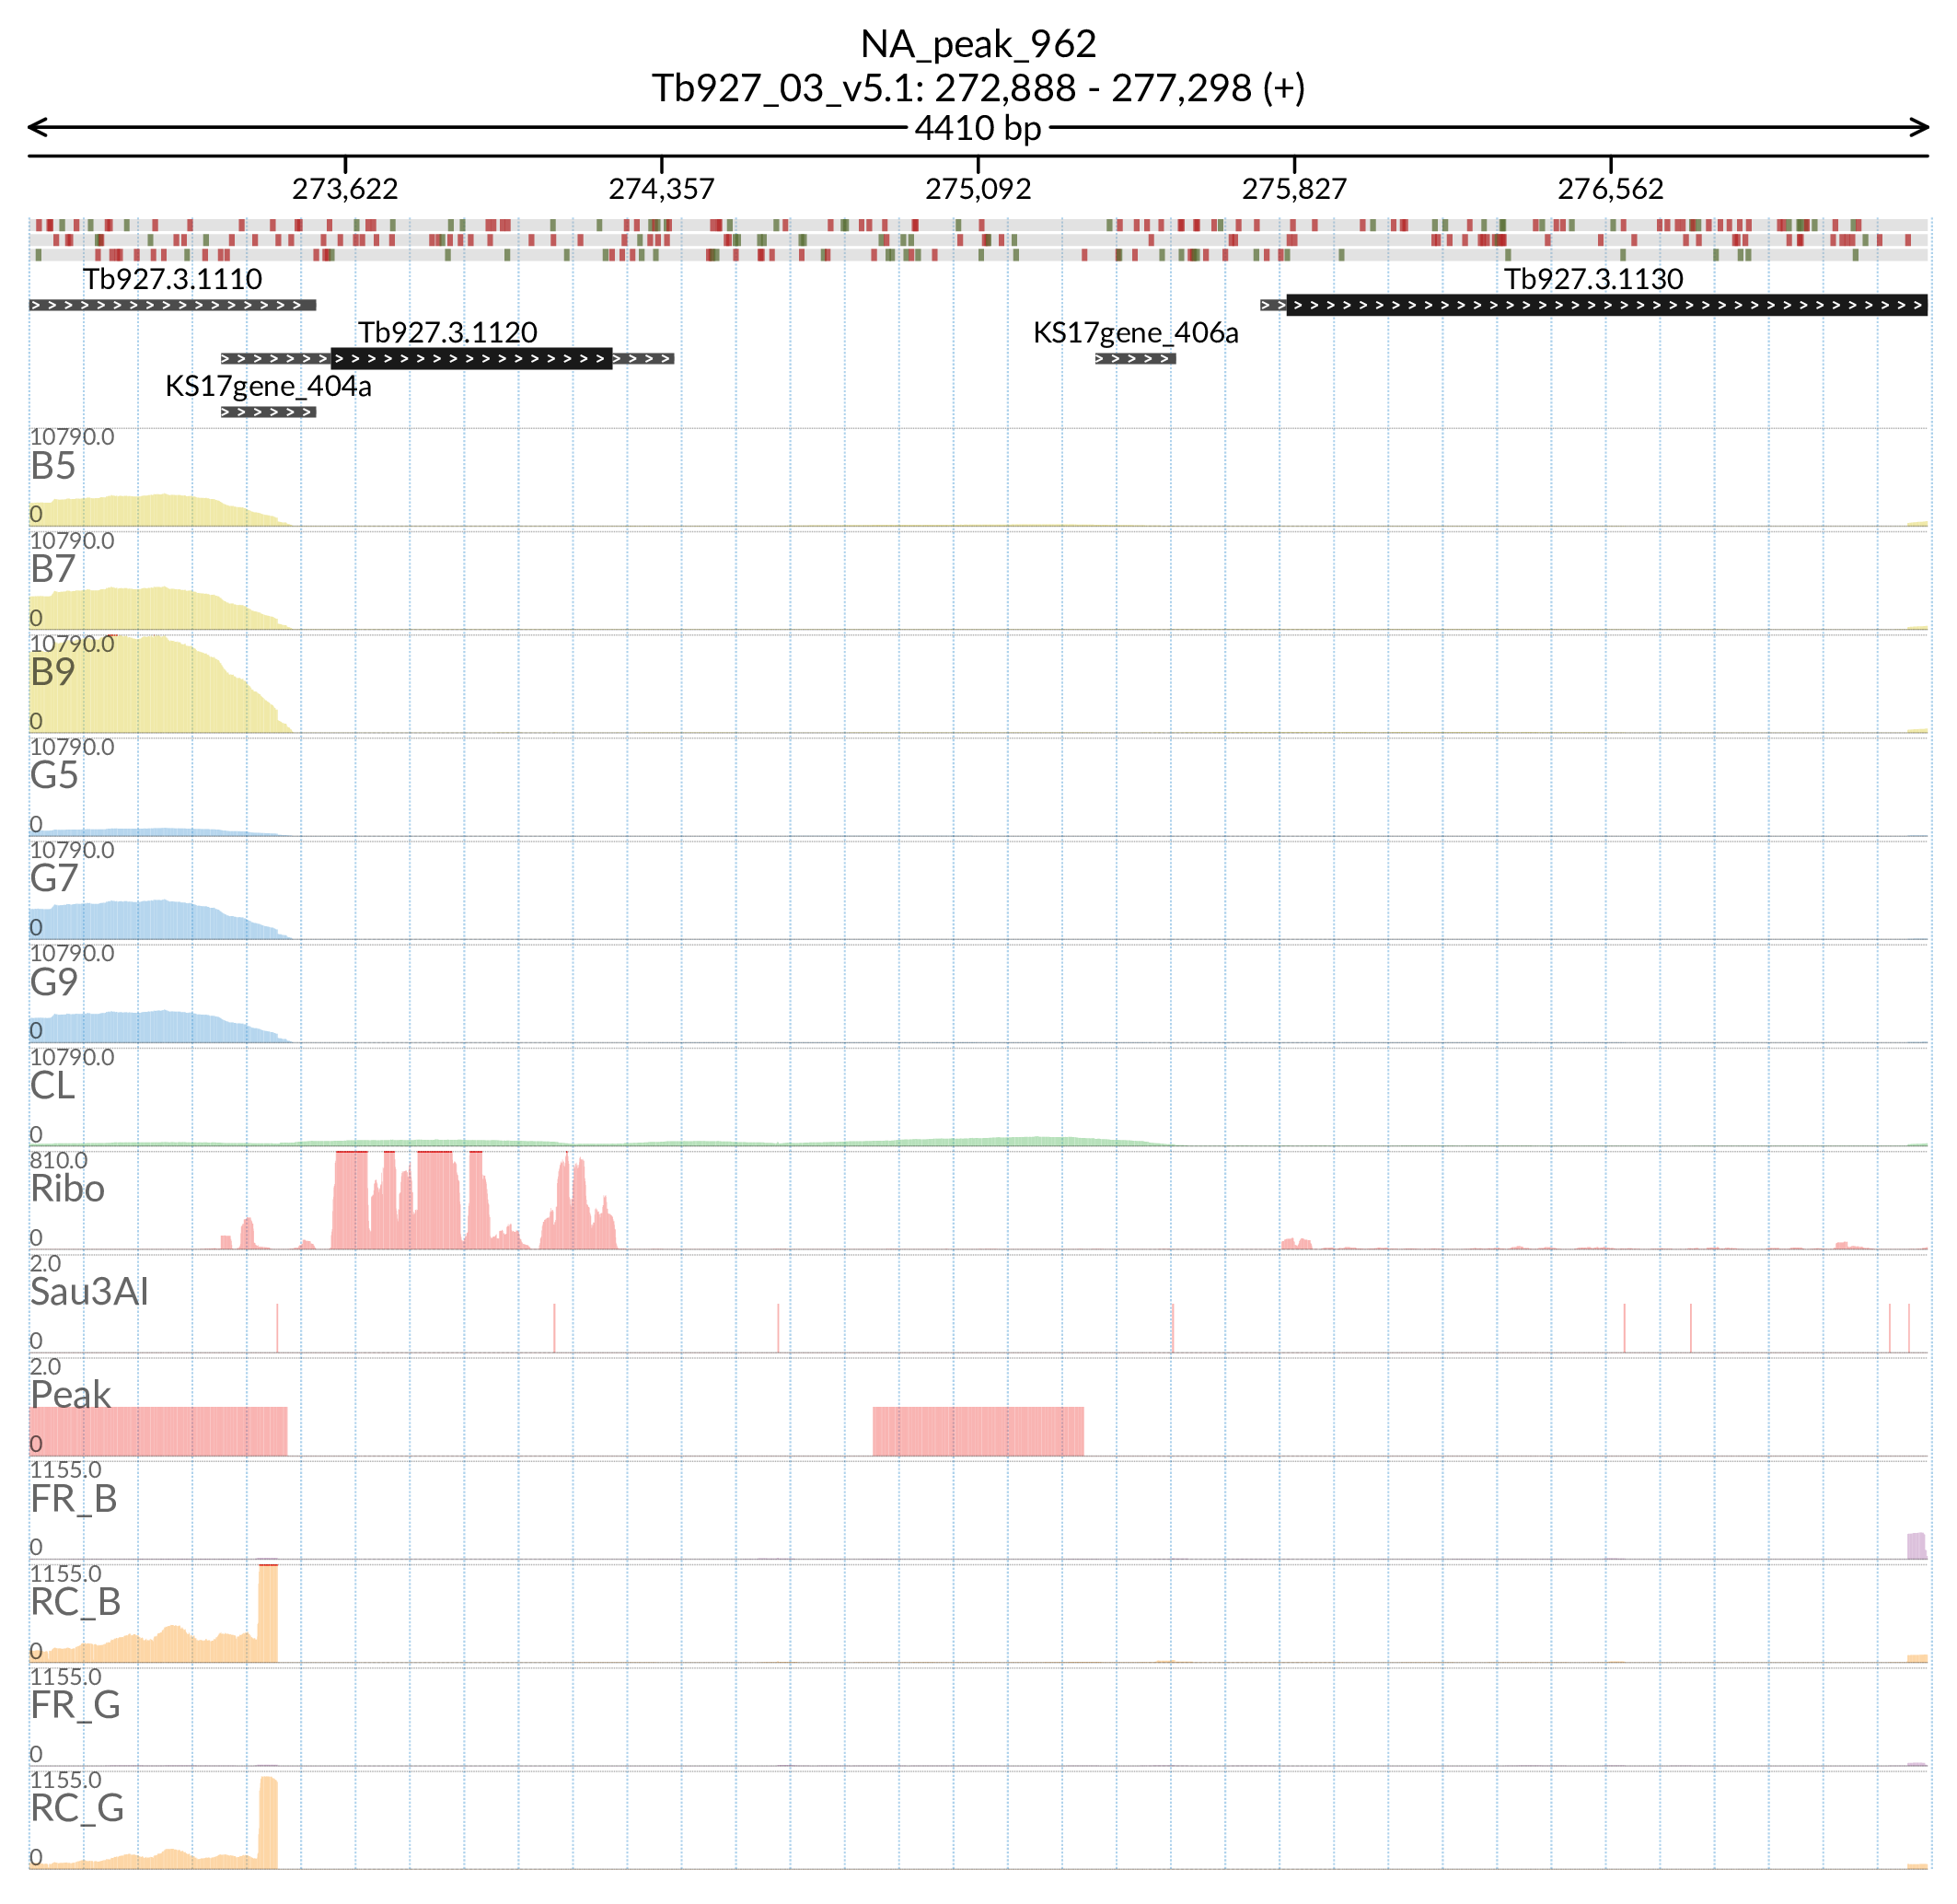 NA_peak_962
Tb927_03_v5.1: 272,888 - 277,298 (+)
4410 bp
273,622 274,357 275,092 275,827 276,562
Tb927.3.1110 Tb927.3.1130
Tb927.3.1120 KS17gene_406a
KS17gene_404a
10790.0
B5
0
10790.0
B7
0
10790.0
B9
0
10790.0
G5
0
10790.0
G7
0
10790.0
G9
0
10790.0
CL
0
810.0
Ribo
0
2.0
Sau3AI
0
2.0
Peak
0
1155.0
FR_B
0
1155.0
RC_B
0
1155.0
FR_G
0
1155.0
RC_G
0